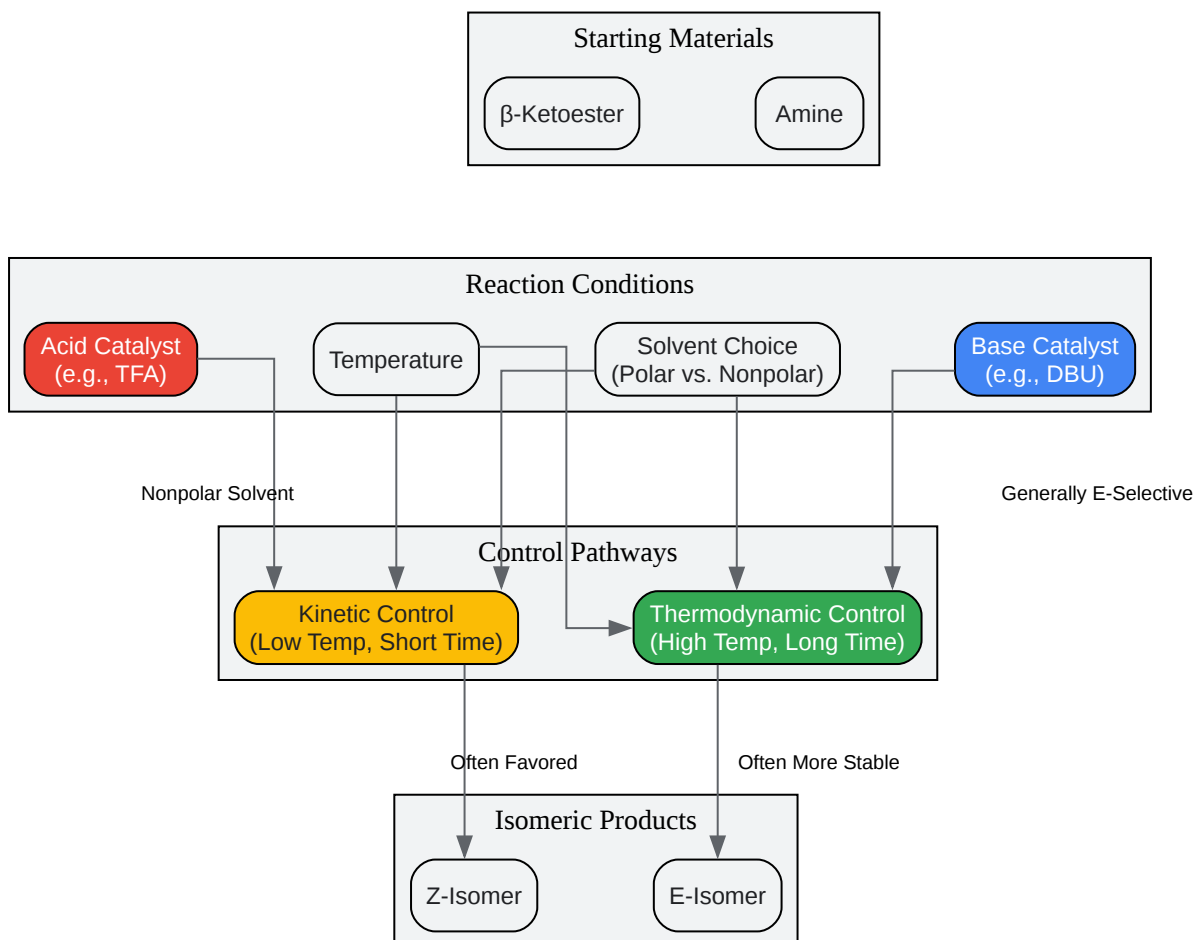 Starting Materials
β-Ketoester
Amine
Reaction Conditions
Acid Catalyst
(e.g., TFA)
Temperature
Solvent Choice
(Polar vs. Nonpolar)
Base Catalyst
(e.g., DBU)
Nonpolar Solvent
Generally E-Selective
Control Pathways
Kinetic Control
(Low Temp, Short Time)
Thermodynamic Control
(High Temp, Long Time)
Often Favored
Often More Stable
Isomeric Products
Z-Isomer
E-Isomer